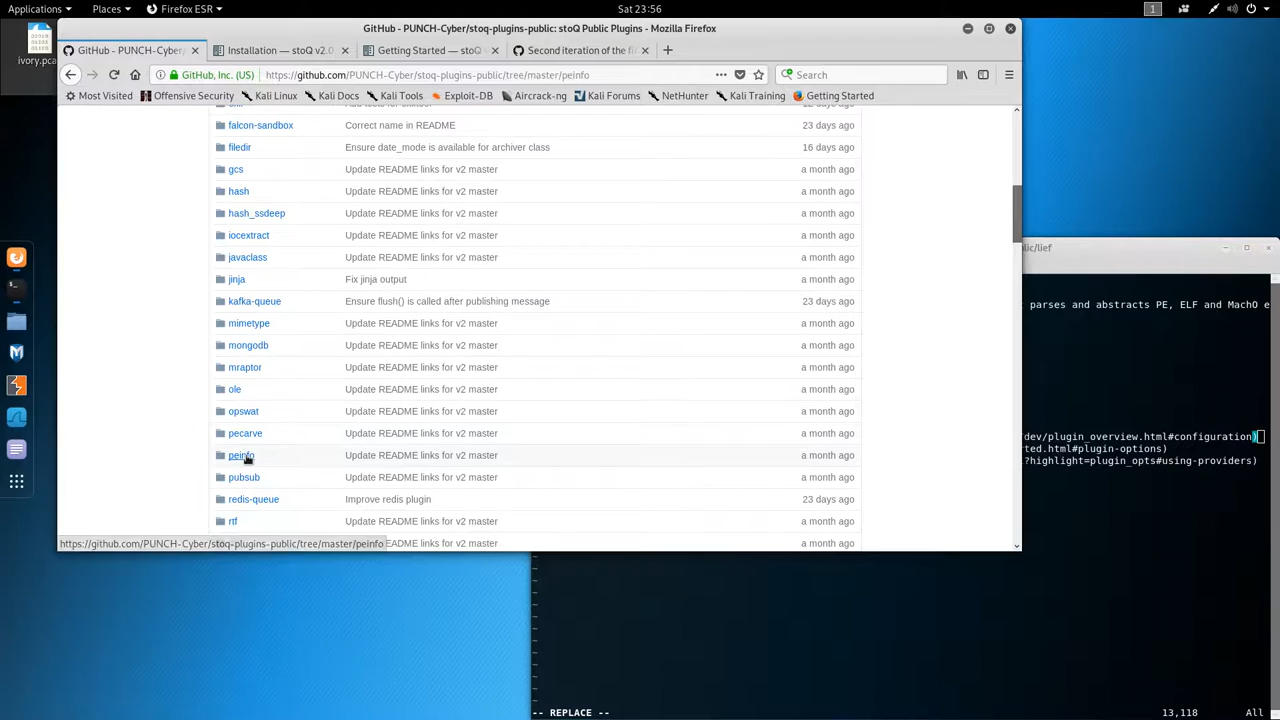 Applications Places Firefox ESR Sat 23:56 1
ivory.pca
GitHub - PUNCH-Cyber/stoq-plugins-public: stoQ Public Plugins - Mozilla Firefox
GitHub - PUNCH-Cyber/ Installation — stoQ v2.0 Getting Started — stoQ Second iteration of the fi
GitHub, Inc. (US) https://github.com/PUNCH-Cyber/stoq-plugins-public/tree/master/peinfo Search
Most Visited Offensive Security Kali Linux Kali Docs Kali Tools Exploit-DB Aircrack-ng Kali Forums NetHunter Kali Training Getting Started
falcon-sandbox Correct name in README 23 days ago
filedir Ensure date_mode is available for archiver class 16 days ago
gcs Update README links for v2 master a month ago
hash Update README links for v2 master a month ago
hash_ssdeep Update README links for v2 master a month ago
iocextract Update README links for v2 master a month ago
javaclass Update README links for v2 master a month ago
jinja Fix jinja output a month ago
kafka-queue Ensure flush() is called after publishing message 23 days ago
mimetype Update README links for v2 master a month ago
mongodb Update README links for v2 master a month ago
mraptor Update README links for v2 master a month ago
ole Update README links for v2 master a month ago
opswat Update README links for v2 master a month ago
pecarve Update README links for v2 master a month ago
peinfo Update README links for v2 master a month ago
pubsub Update README links for v2 master a month ago
redis-queue Improve redis plugin 23 days ago
rtf Update README links for v2 master a month ago
https://github.com/PUNCH-Cyber/stoq-plugins-public/tree/master/peinfo EADME links for v2 master a month ago
lic/lief
parses and abstracts PE, ELF and MachO e
/dev/plugin_overview.html#configuration)
ted.html#plugin-options)
?highlight=plugin_opts#using-providers)
~
~
~
~
~
~
~
~
~
~
~
~
~
-- REPLACE -- 13,118 All